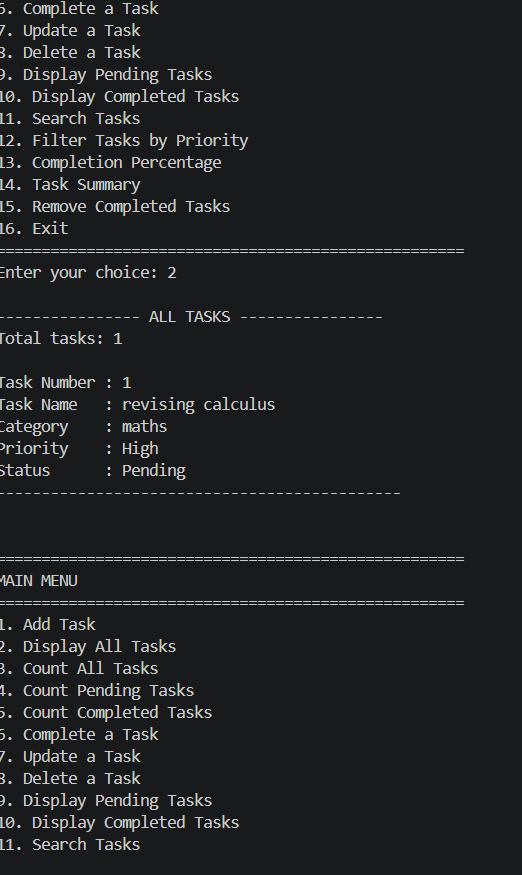 6. Complete a Task
7. Update a Task
8. Delete a Task
9. Display Pending Tasks
10. Display Completed Tasks
11. Search Tasks
12. Filter Tasks by Priority
13. Completion Percentage
14. Task Summary
15. Remove Completed Tasks
16. Exit
====================================================
Enter your choice: 2
---------------- ALL TASKS ----------------
Total tasks: 1
Task Number : 1
Task Name   : revising calculus
Category    : maths
Priority    : High
Status      : Pending
---------------------------------------------
====================================================
MAIN MENU
====================================================
1. Add Task
2. Display All Tasks
3. Count All Tasks
4. Count Pending Tasks
5. Count Completed Tasks
6. Complete a Task
7. Update a Task
8. Delete a Task
9. Display Pending Tasks
10. Display Completed Tasks
11. Search Tasks